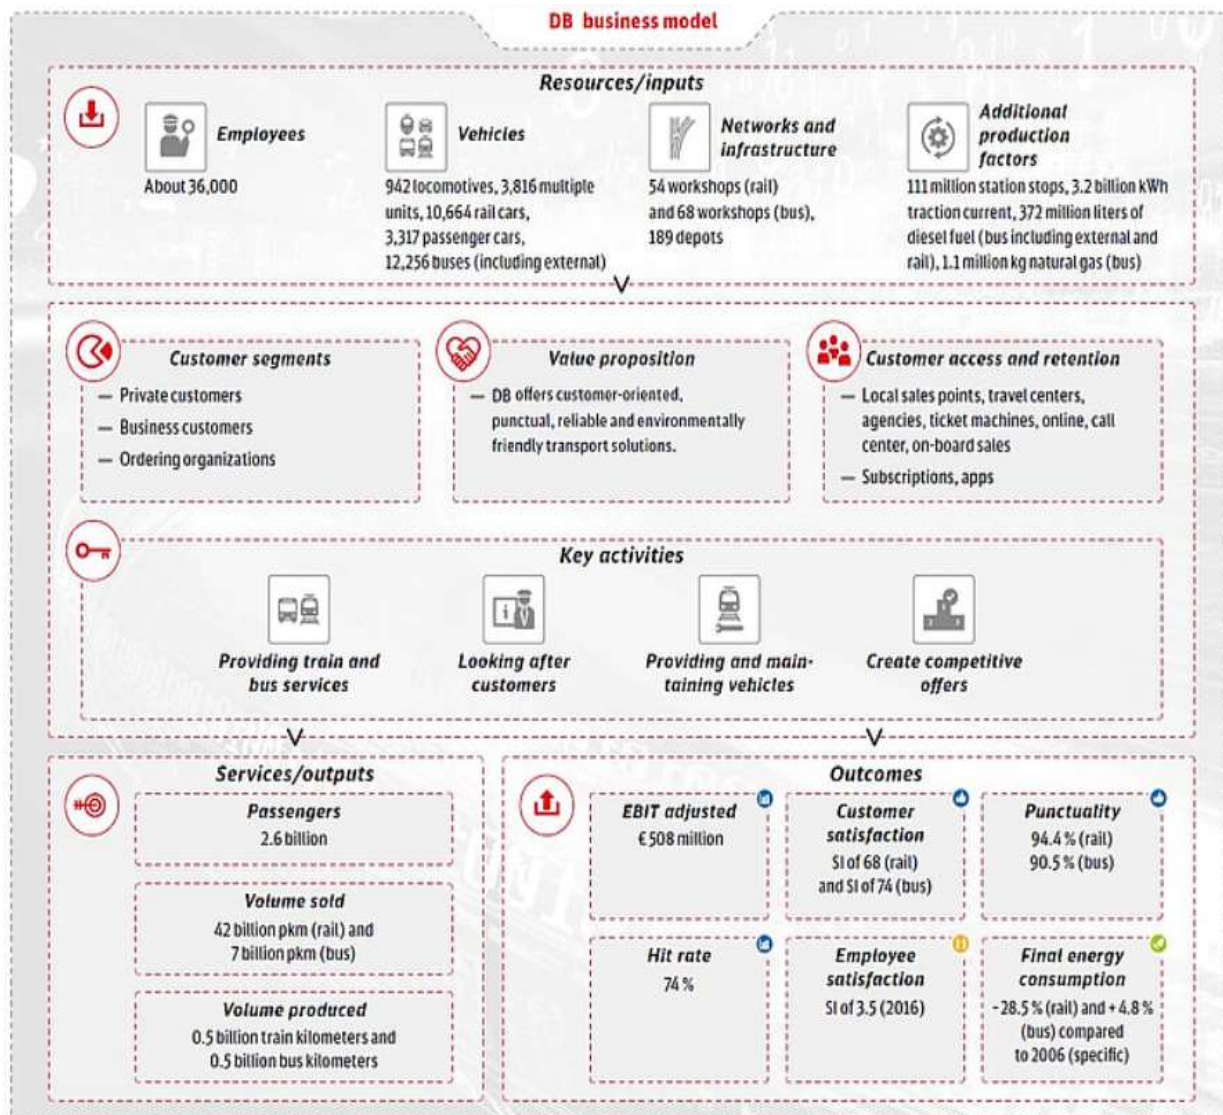 DB business model
Resources/inputs
Employees
About 36,000
Vehicles
942 locomotives, 3,816 multiple
units, 10,664 rail cars,
3,317 passenger cars,
12,256 buses (including external)
Networks and
infrastructure
54 workshops (rail)
and 68 workshops (bus),
189 depots
Additional
production
factors
111 million station stops, 3.2 billion kWh
traction current, 372 million liters of
diesel fuel (bus including external and
rail), 1.1 million kg natural gas (bus)
Customer segments
— Private customers
— Business customers
— Ordering organizations
Value proposition
— DB offers customer-oriented,
punctual, reliable and environmentally
friendly transport solutions.
Customer access and retention
— Local sales points, travel centers,
agencies, ticket machines, online, call
center, on-board sales
— Subscriptions, apps
Key activities
Providing train and
bus services
Looking after
customers
Providing and main-
taining vehicles
Create competitive
offers
Services/outputs
Passengers
2.6 billion
Volume sold
42 billion pkm (rail) and
7 billion pkm (bus)
Volume produced
0.5 billion train kilometers and
0.5 billion bus kilometers
Outcomes
EBIT adjusted
€ 508 million
Customer
satisfaction
SI of 68 (rail)
and SI of 74 (bus)
Punctuality
94.4 % (rail)
90.5 % (bus)
Hit rate
74 %
Employee
satisfaction
SI of 3.5 (2016)
Final energy
consumption
- 28.5 % (rail) and + 4.8 %
(bus) compared
to 2006 (specific)